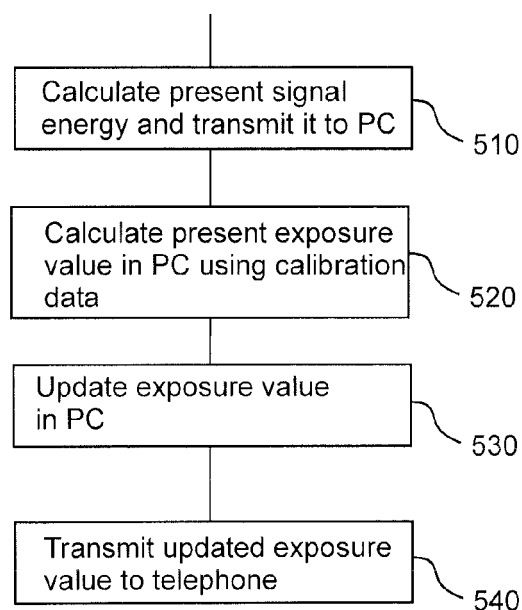 Calculate present signal
energy and transmit it to PC
510
Calculate present exposure
value in PC using calibration
data
520
Update exposure value
in PC
530
Transmit updated exposure
value to telephone
540